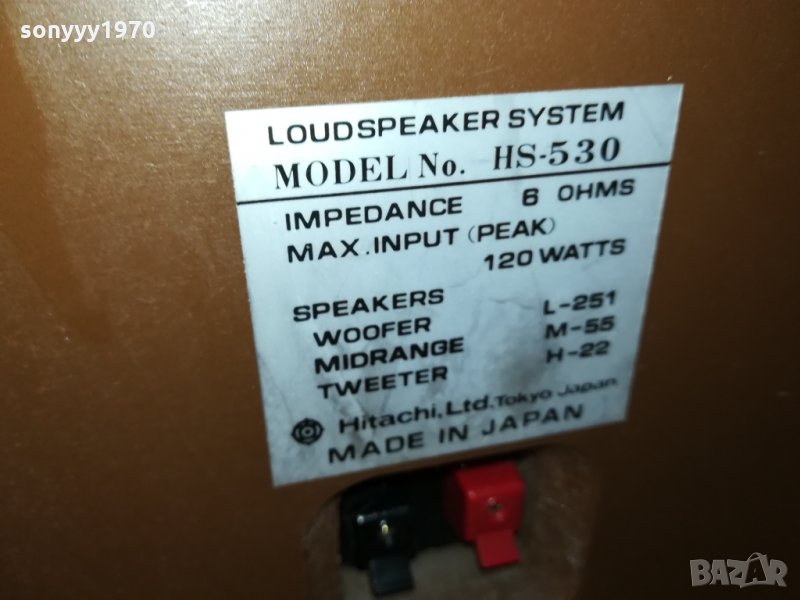 sonyyy1970
LOUDSPEAKER SYSTEM
MODEL No. HS-530
IMPEDANCE 6 OHMS
MAX.INPUT (PEAK)
120 WATTS
SPEAKERS
WOOFER L-251
MIDRANGE M-55
TWEETER H-22
Hitachi, Ltd. Tokyo Japan
MADE IN JAPAN
BAZAR